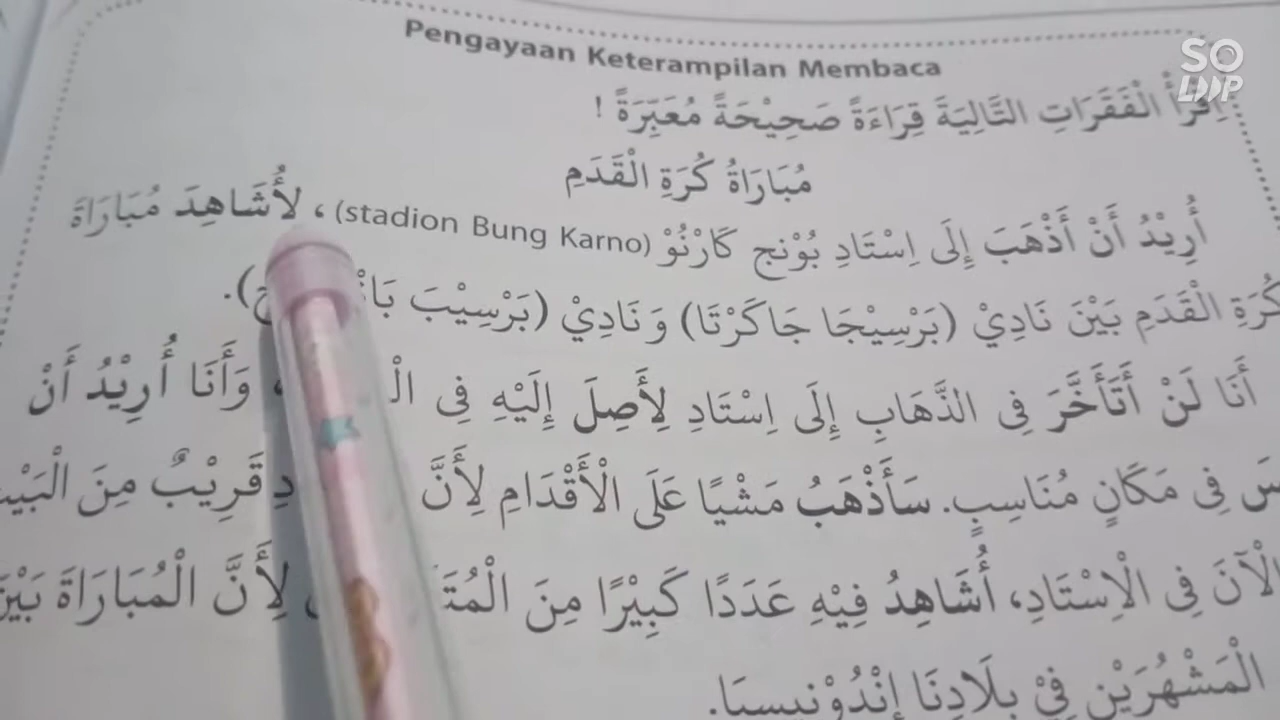 SO LOOP
Pengayaan Keterampilan Membaca
اِقْرَأْ الْفَقَرَاتِ التَّالِيَةَ قِرَاءَةً صَحِيْحَةً مُعَبِّرَةً !
مُبَارَاةُ كُرَةِ الْقَدَمِ
أُرِيْدُ أَنْ أَذْهَبَ إِلَى اِسْتَادِ بُوْنج كَارْنُوْ (stadion Bung Karno) ، لأُشَاهِدَ مُبَارَاةَ
كُرَةِ الْقَدَمِ بَيْنَ نَادِيْ (بَرْسِيْجَا جَاكَرْتَا) وَ نَادِيْ (بَرْسِيْبَ
أَنَا لَنْ أَتَأَخَّرَ فِى الذَّهَابِ إِلَى اِسْتَادِ لِأَصِلَ إِلَيْهِ فِى وَأَنَا أُرِيْدُ أَنْ
فِى مَكَانٍ مُنَاسِبٍ. سَأَذْهَبُ مَشْيًا عَلَى الْأَقْدَامِ لِأَنَّ قَرِيْبٌ مِنَ
الْآنَ فِى الْاِسْتَادِ، أُشَاهِدُ فِيْهِ عَدَدًا كَبِيْرًا مِنَ لِأَنَّ الْمُبَارَاةَ بَيْنَ
الْمَشْهُرَيْنِ فِيْ بِلَادِنَا إِنْدُوْنِيسِيَا.